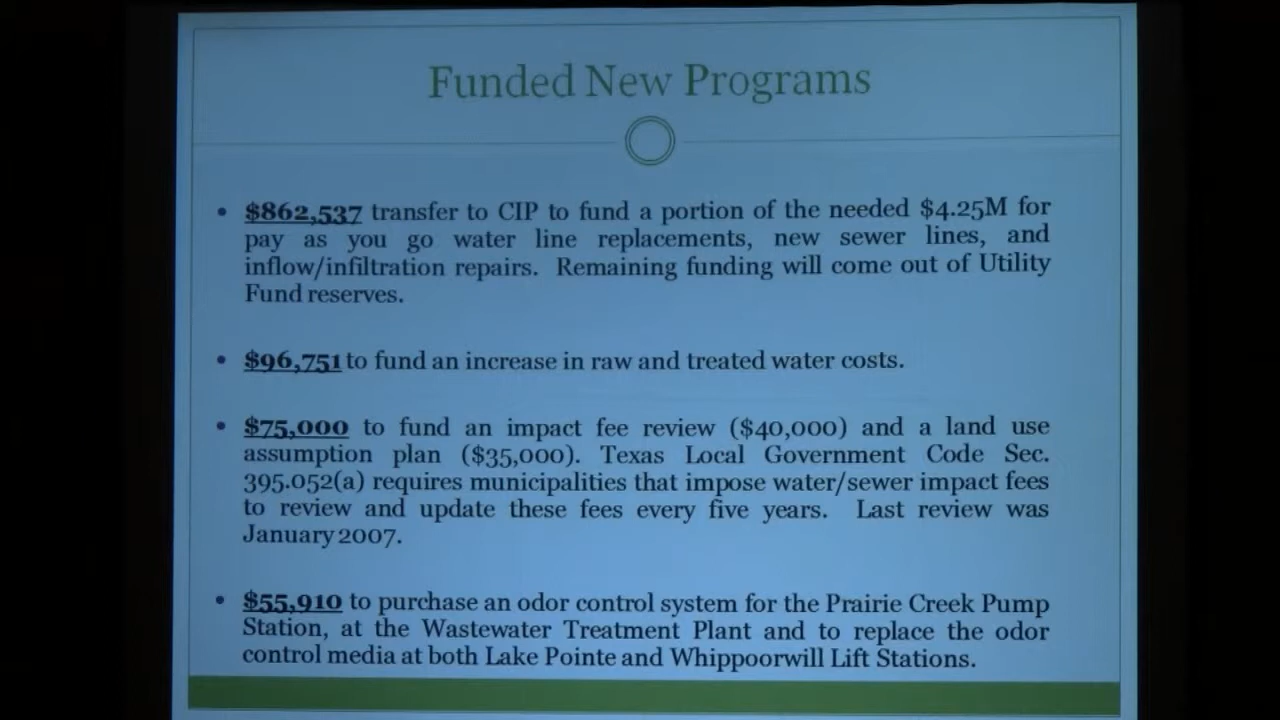 Funded New Programs
• $862,537 transfer to CIP to fund a portion of the needed $4.25M for
pay as you go water line replacements, new sewer lines, and
inflow/infiltration repairs. Remaining funding will come out of Utility
Fund reserves.
• $96,751 to fund an increase in raw and treated water costs.
• $75,000 to fund an impact fee review ($40,000) and a land use
assumption plan ($35,000). Texas Local Government Code Sec.
395.052(a) requires municipalities that impose water/sewer impact fees
to review and update these fees every five years. Last review was
January 2007.
• $55,910 to purchase an odor control system for the Prairie Creek Pump
Station, at the Wastewater Treatment Plant and to replace the odor
control media at both Lake Pointe and Whippoorwill Lift Stations.